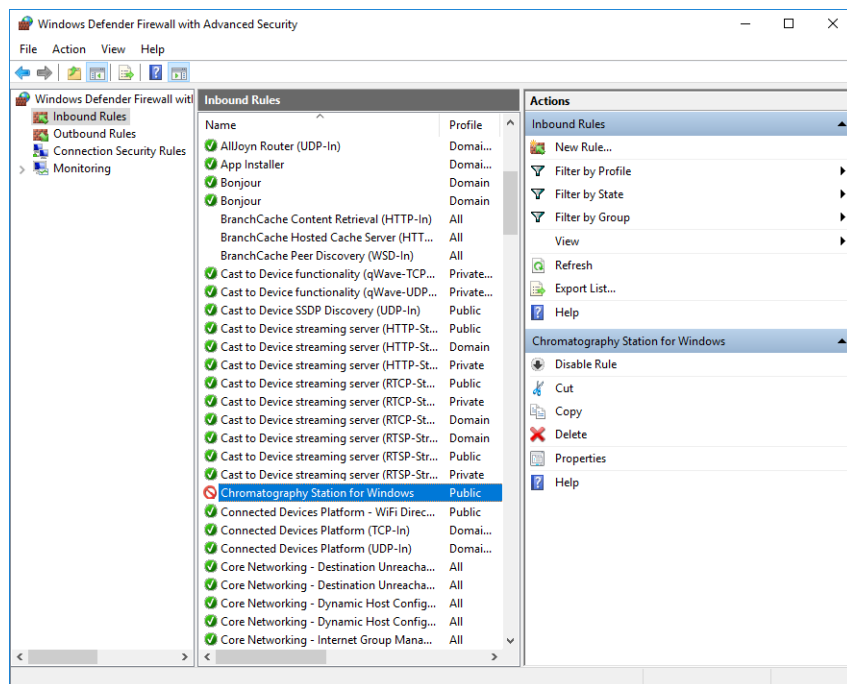 Windows Defender Firewall with Advanced Security
File Action View Help
Windows Defender Firewall witl
Inbound Rules
Outbound Rules
Connection Security Rules
Monitoring
Inbound Rules
Name Profile
AllJoyn Router (UDP-In) Domai...
App Installer Domai...
Bonjour Domain
Bonjour Domain
BranchCache Content Retrieval (HTTP-In) All
BranchCache Hosted Cache Server (HTT... All
BranchCache Peer Discovery (WSD-In) All
Cast to Device functionality (qWave-TCP... Private...
Cast to Device functionality (qWave-UDP... Private...
Cast to Device SSDP Discovery (UDP-In) Public
Cast to Device streaming server (HTTP-St... Public
Cast to Device streaming server (HTTP-St... Domain
Cast to Device streaming server (HTTP-St... Private
Cast to Device streaming server (RTCP-St... Public
Cast to Device streaming server (RTCP-St... Private
Cast to Device streaming server (RTCP-St... Domain
Cast to Device streaming server (RTSP-Str... Domain
Cast to Device streaming server (RTSP-Str... Public
Cast to Device streaming server (RTSP-Str... Private
Chromatography Station for Windows Public
Connected Devices Platform - WiFi Direc... Public
Connected Devices Platform (TCP-In) Domai...
Connected Devices Platform (UDP-In) Domai...
Core Networking - Destination Unreacha... All
Core Networking - Destination Unreacha... All
Core Networking - Dynamic Host Config... All
Core Networking - Dynamic Host Config... All
Core Networking - Internet Group Mana... All
Actions
Inbound Rules
New Rule...
Filter by Profile
Filter by State
Filter by Group
View
Refresh
Export List...
Help
Chromatography Station for Windows
Disable Rule
Cut
Copy
Delete
Properties
Help